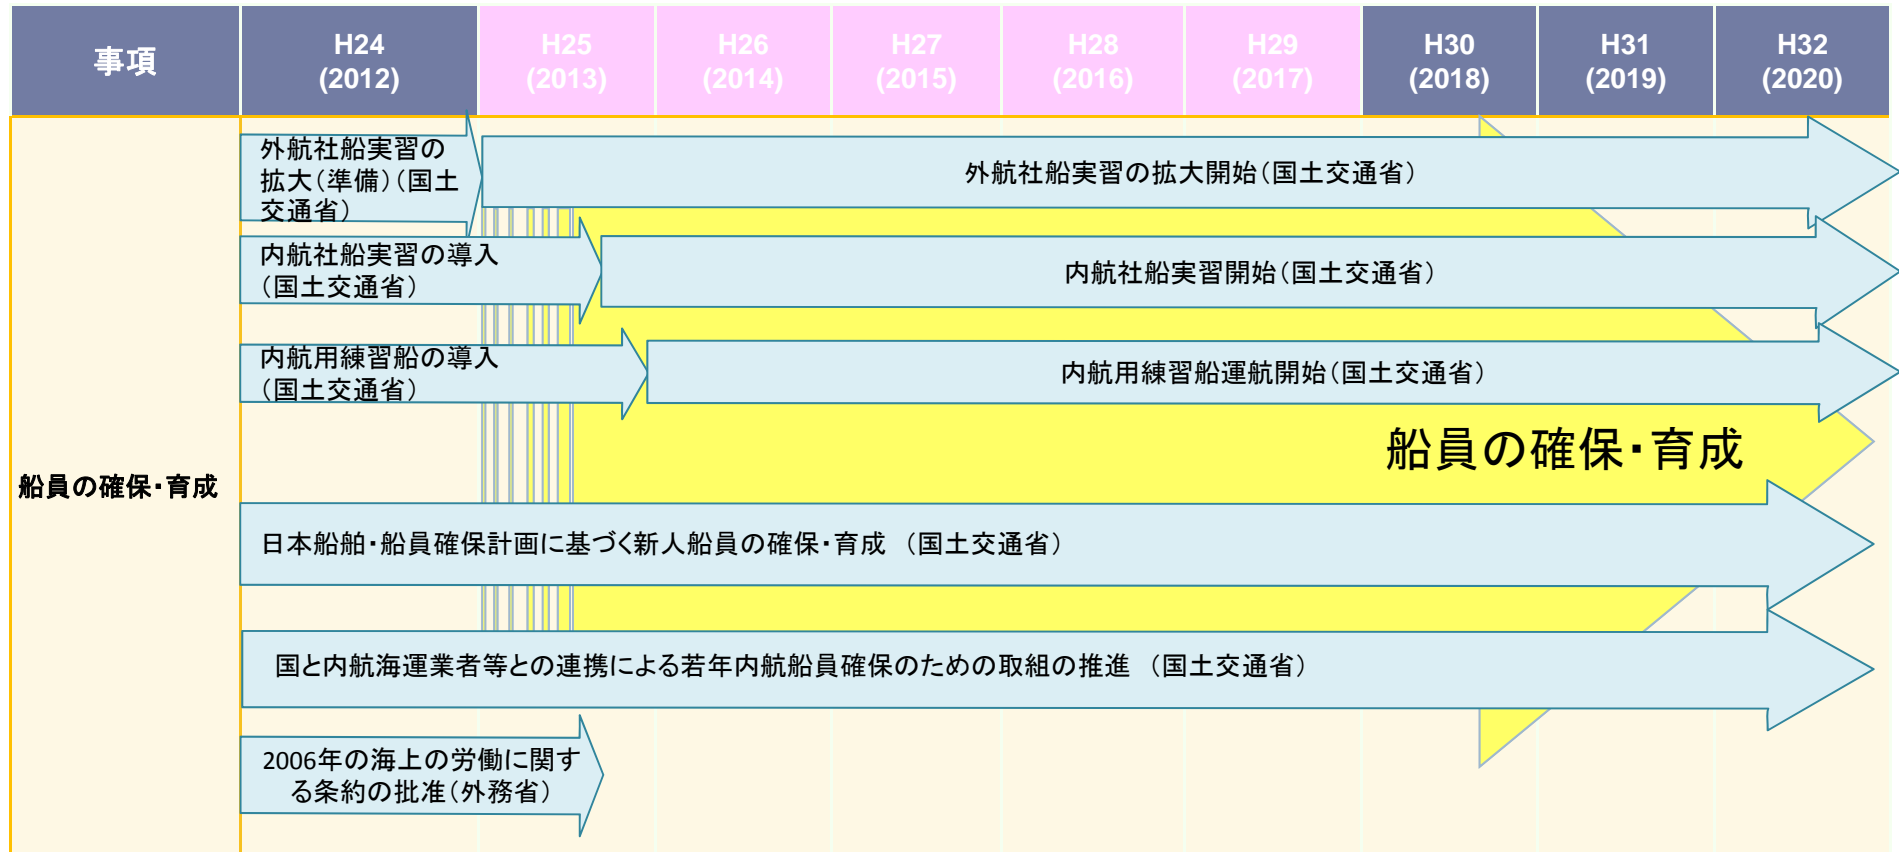 事項
H24
(2012)
H25
(2013)
H26
(2014)
H27
(2015)
H28
(2016)
H29
(2017)
H30
(2018)
H31
(2019)
H32
(2020)
船員の確保・育成
外航社船実習の
拡大（準備）（国土
交通省）
外航社船実習の拡大開始（国土交通省）
内航社船実習の導入
（国土交通省）
内航社船実習開始（国土交通省）
内航用練習船の導入
（国土交通省）
内航用練習船運航開始（国土交通省）
船員の確保・育成
日本船舶・船員確保計画に基づく新人船員の確保・育成　（国土交通省）
国と内航海運業者等との連携による若年内航船員確保のための取組の推進　（国土交通省）
2006年の海上の労働に関す
る条約の批准（外務省）